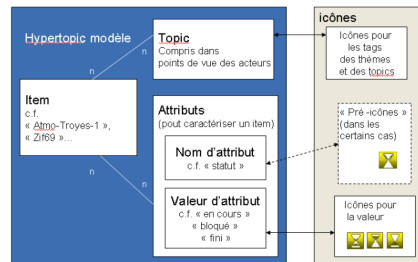 Hypertopic modèle
Topic
Compris dans
points de vue des acteurs
n
n
Item
c.f.
« Atmo-Troyes-1 »,
« Zif69 »...
n
n
Attributs
(pout caractériser un item)
Nom d'attribut
c.f. « statut »
Valeur d'attribut
c.f. « en cours »
« bloqué »
« fini »
icônes
Icônes pour
les tags
des thèmes
et des topics
« Pré -icônes »
(dans les
certains cas)
Icônes pour
la valeur